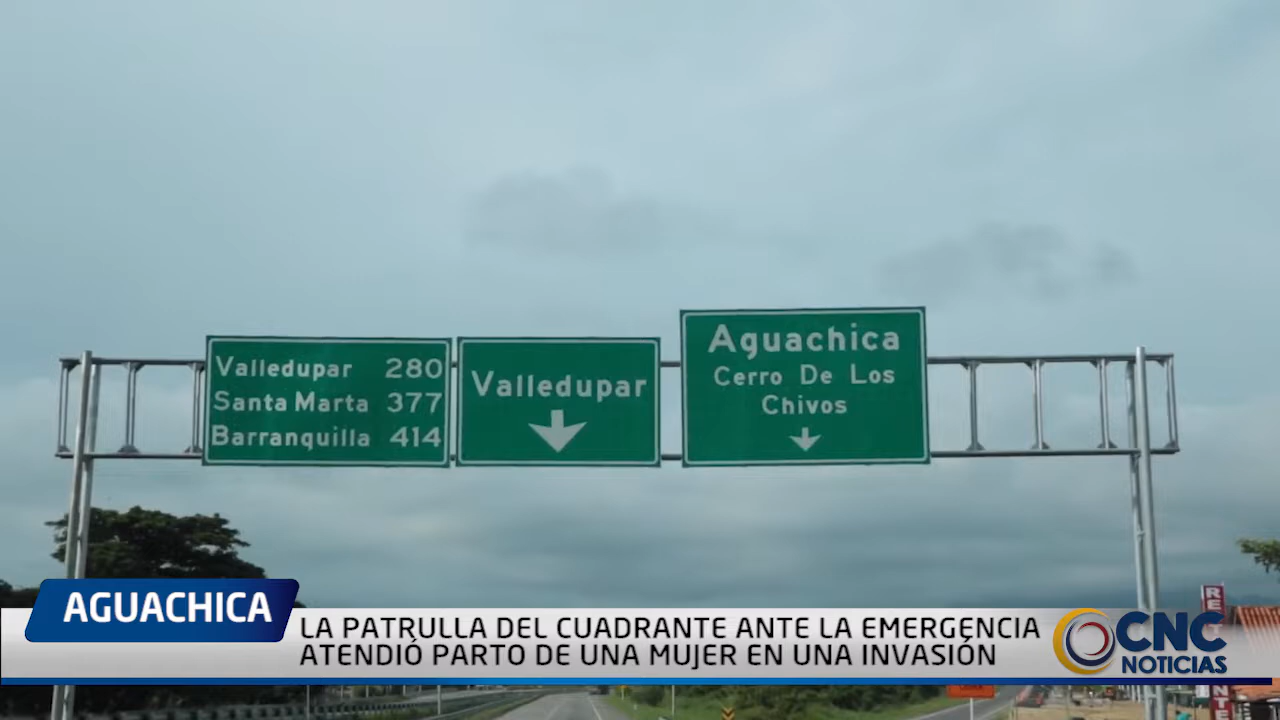 Valledupar 280
Santa Marta 377
Barranquilla 414
Valledupar
Aguachica
Cerro De Los
Chivos
AGUACHICA
LA PATRULLA DEL CUADRANTE ANTE LA EMERGENCIA
ATENDIÓ PARTO DE UNA MUJER EN UNA INVASIÓN
CNC
NOTICIAS